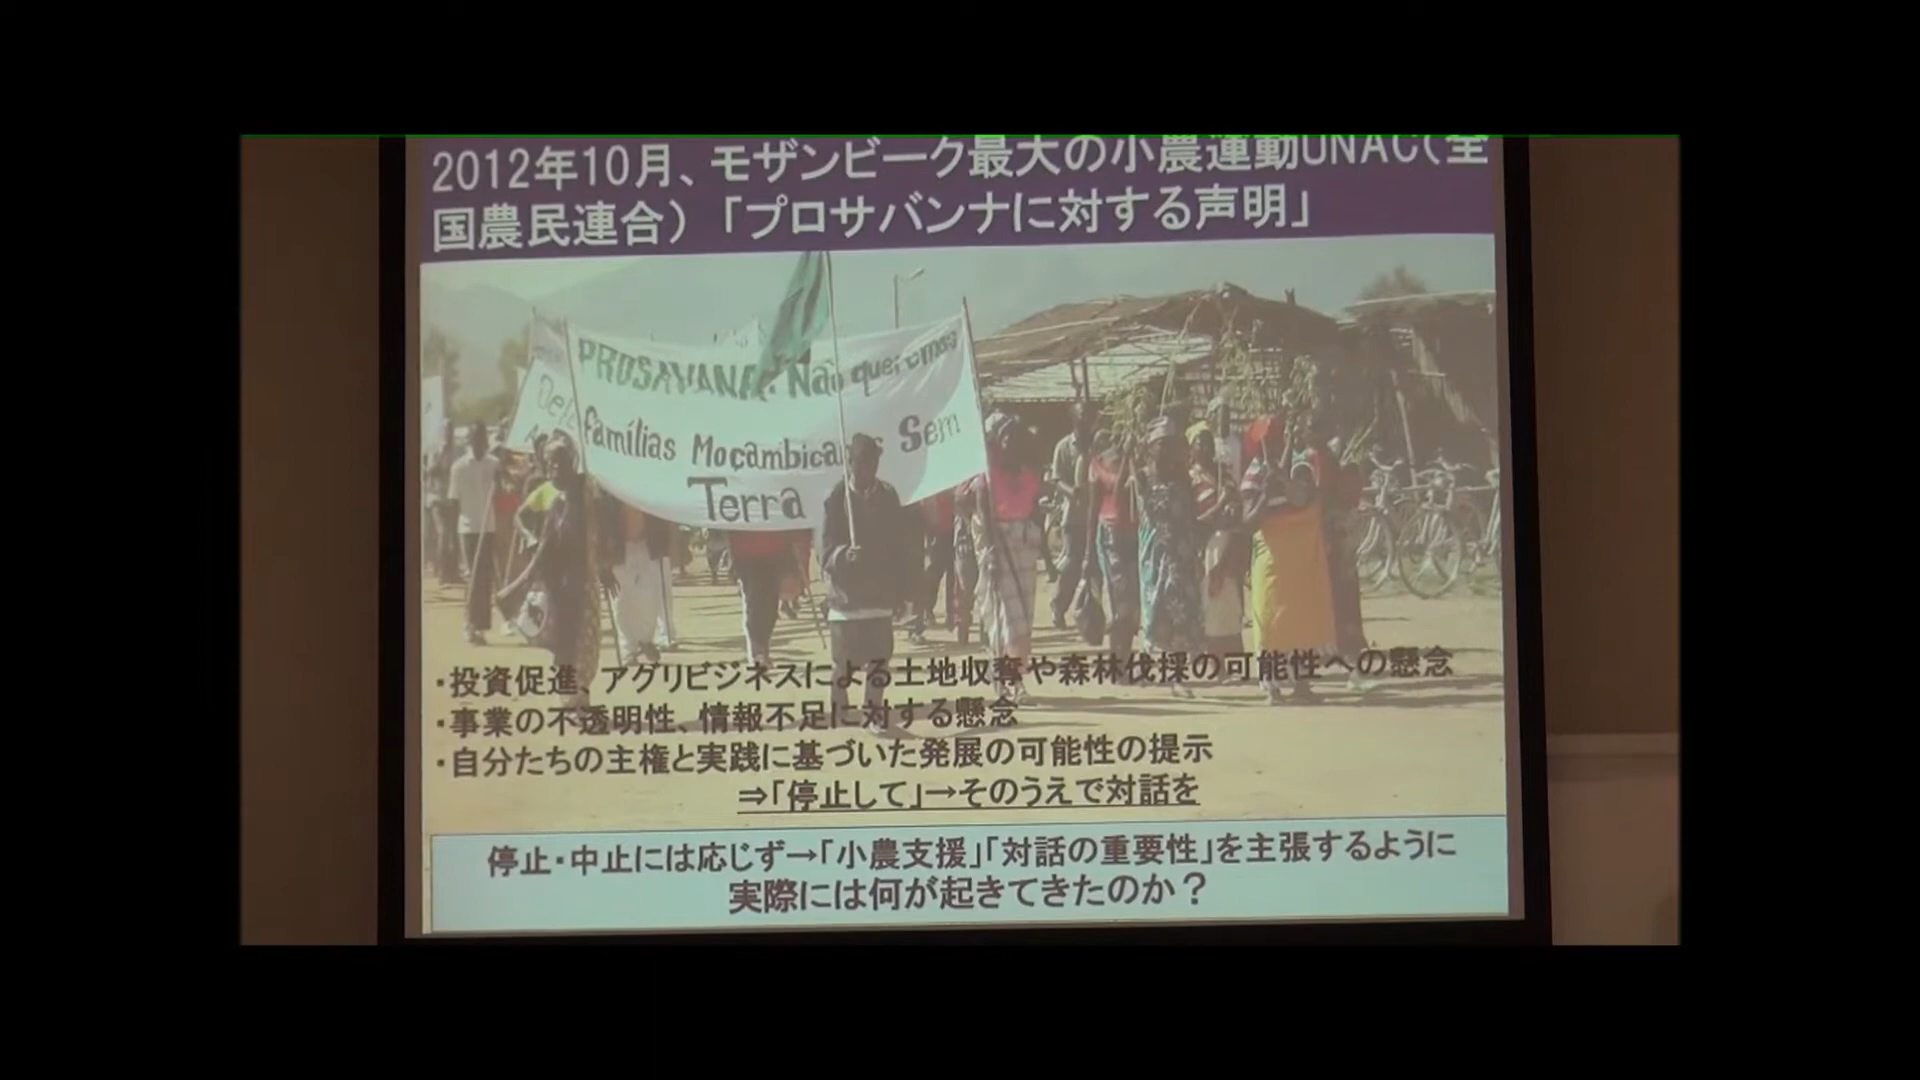 2012年10月、モザンビーク最大の小農運動UNAC（全
国農民連合）「プロサバンナに対する声明」
PROSAVANA: Não queremos
famílias Moçambicanas Sem
Terra
・投資促進、アグリビジネスによる土地収奪や森林伐採の可能性への懸念
・事業の不透明性、情報不足に対する懸念
・自分たちの主権と実践に基づいた発展の可能性の提示
⇒「停止して」→そのうえで対話を
停止・中止には応じず→「小農支援」「対話の重要性」を主張するように
実際には何が起きてきたのか？